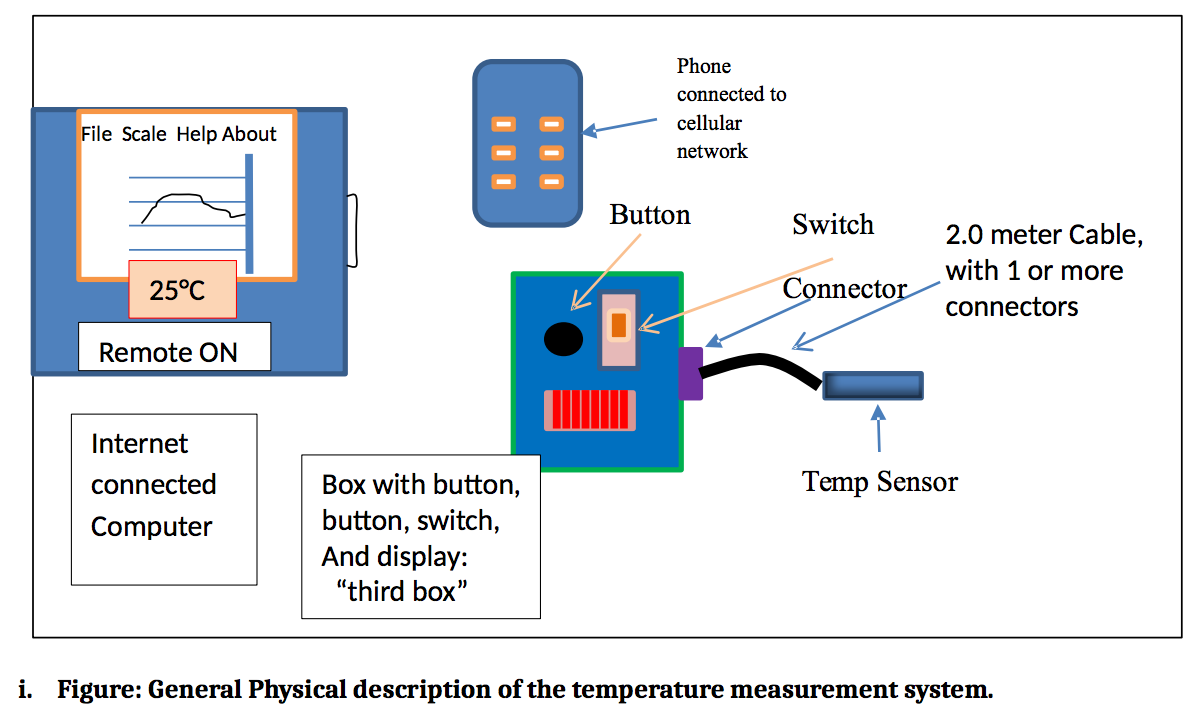 Phone
connected to
cellular
network
File Scale Help About
25°C
Remote ON
Button
Switch
Connector
2.0 meter Cable,
with 1 or more
connectors
Temp Sensor
Internet
connected
Computer
Box with button,
button, switch,
And display:
“third box”
i. Figure: General Physical description of the temperature measurement system.